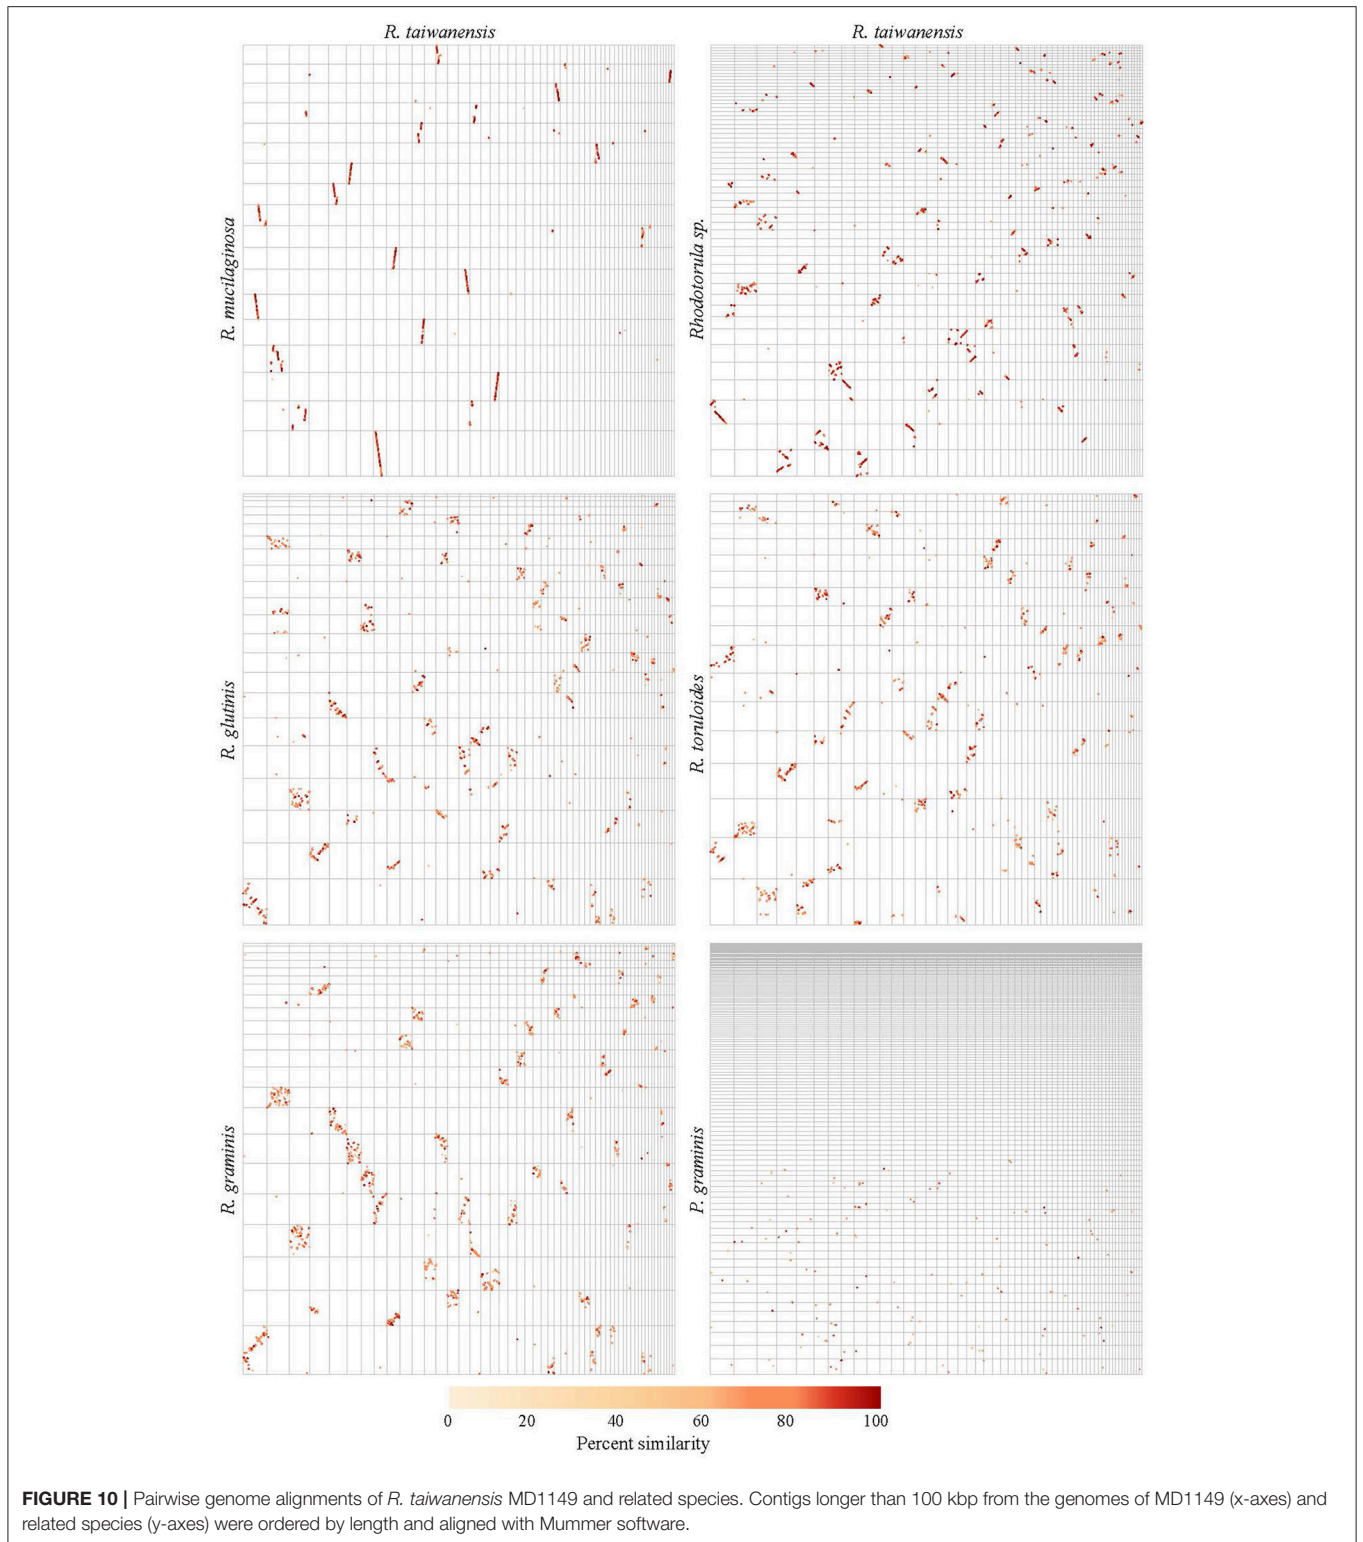 R. taiwanensis
R. taiwanensis
R. mucilaginosa
Rhodotorula sp.
R. glutinis
R. toruloides
R. graminis
P. graminis
0 20 40 60 80 100
Percent similarity
FIGURE 10 | Pairwise genome alignments of R. taiwanensis MD1149 and related species. Contigs longer than 100 kbp from the genomes of MD1149 (x-axes) and
related species (y-axes) were ordered by length and aligned with Mummer software.